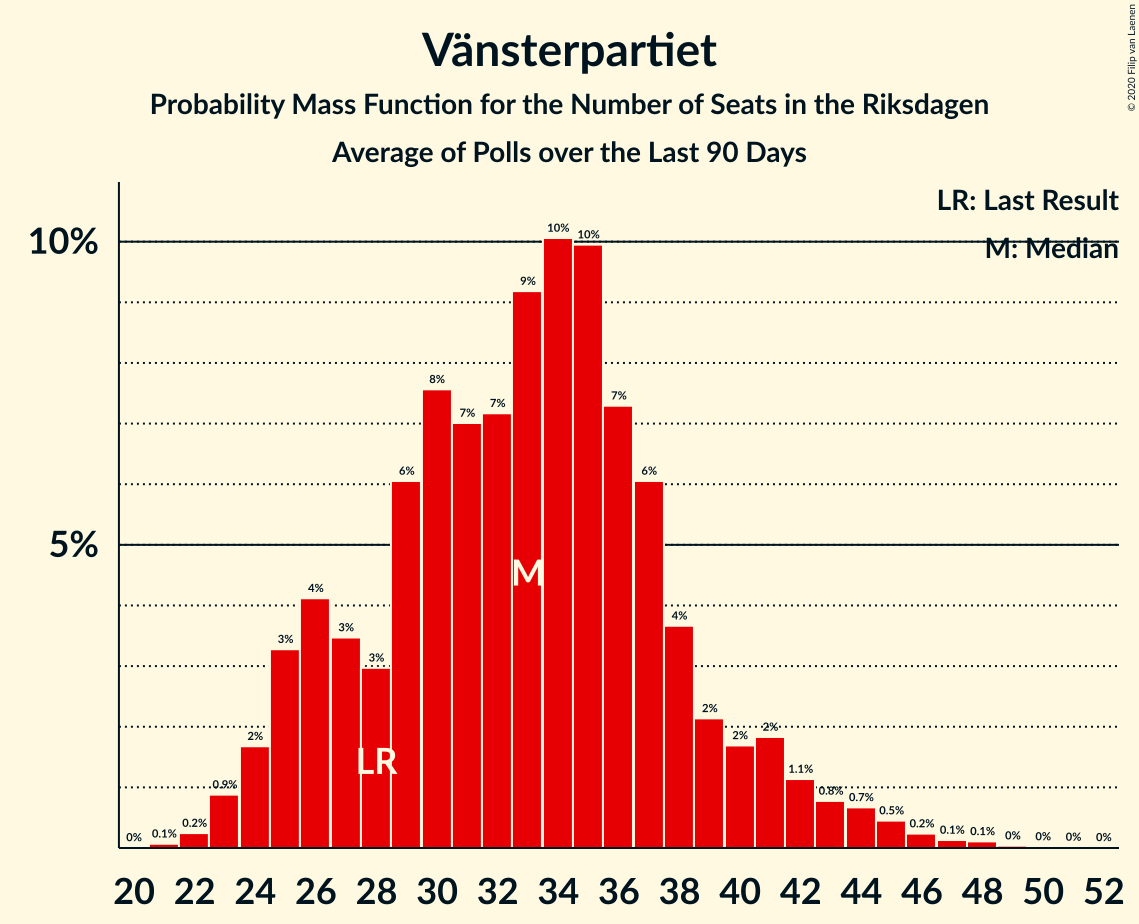 © 2020 Filip van Laenen
Vänsterpartiet
Probability Mass Function for the Number of Seats in the Riksdagen
Average of Polls over the Last 90 Days
LR: Last Result
M: Median
10%
5%
0% 0.1% 0.2% 0.9% 2% 3% 4% 3% 3% 6% 8% 7% 7% 9% 10% 10% 7% 6% 4% 2% 2% 2% 1.1% 0.8% 0.7% 0.5% 0.2% 0.1% 0.1% 0% 0% 0% 0%
M
LR
20 22 24 26 28 30 32 34 36 38 40 42 44 46 48 50 52